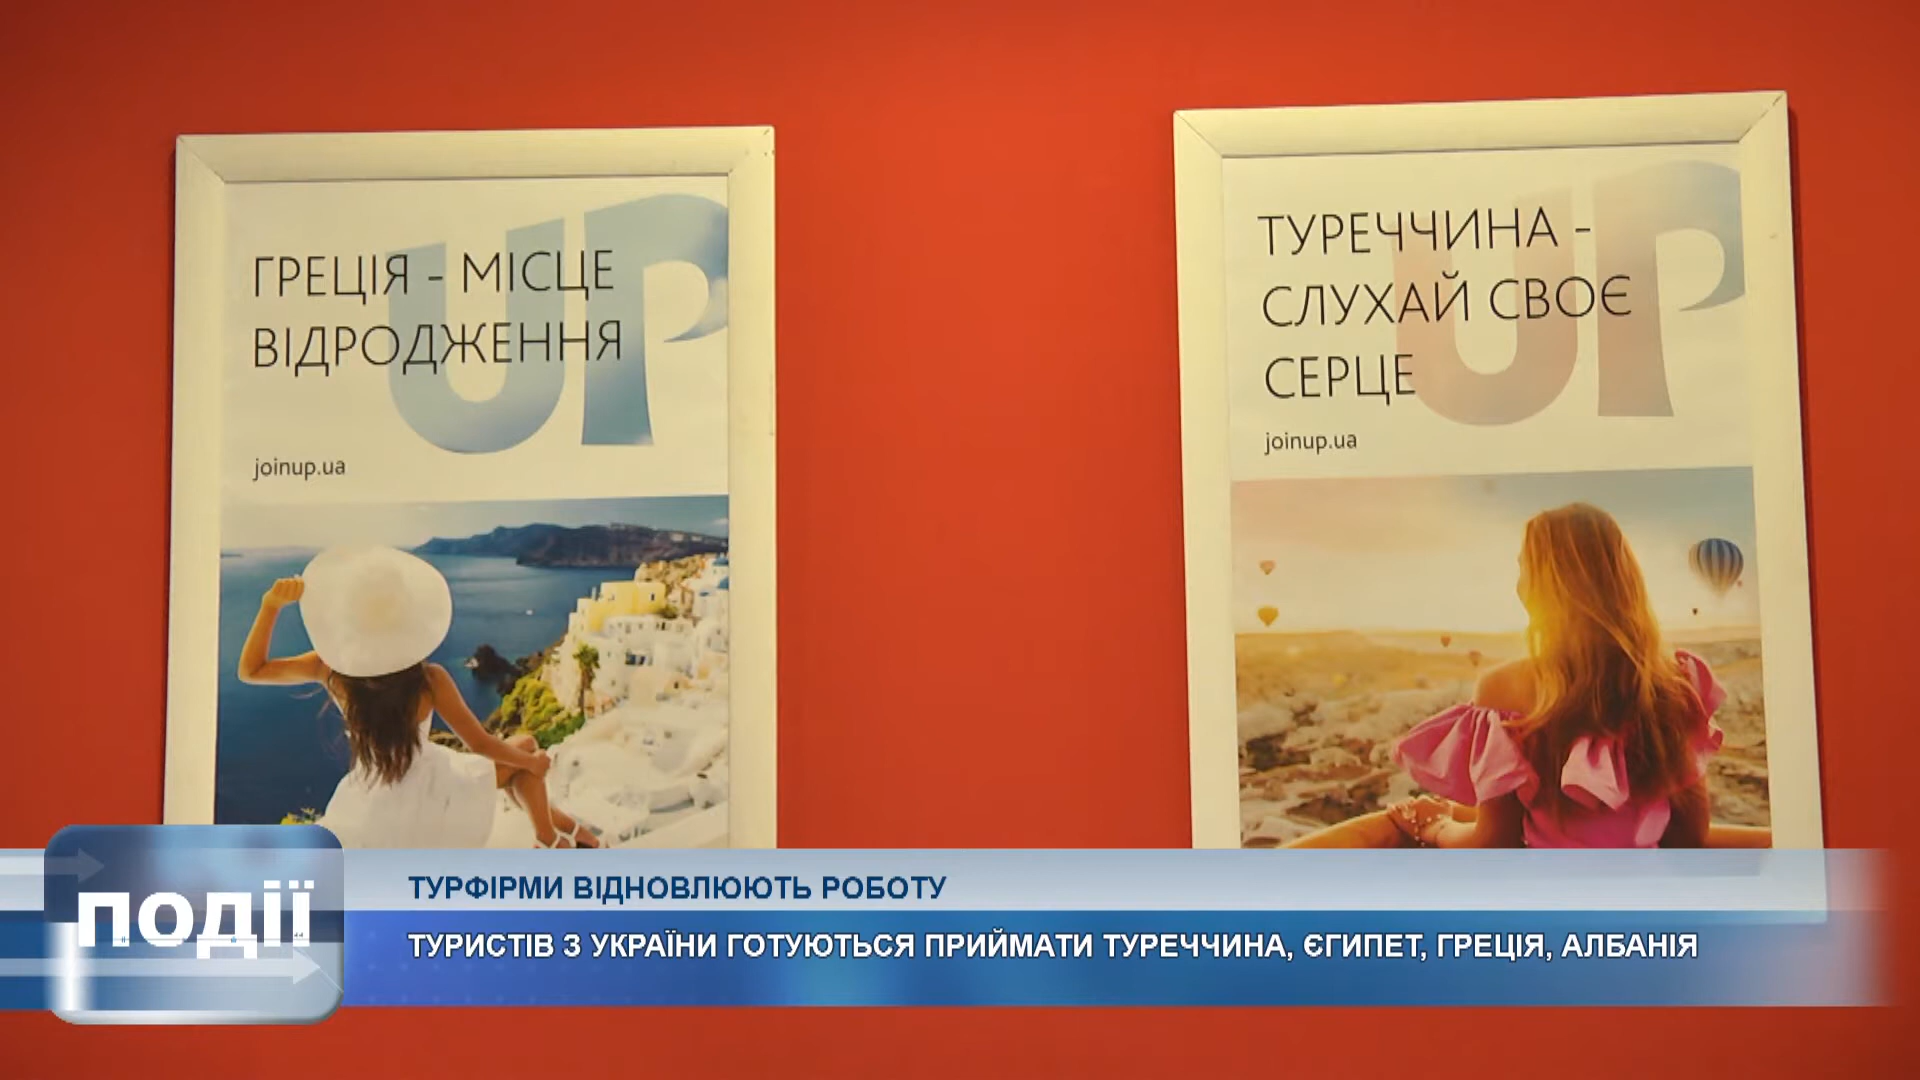 UP
ГРЕЦІЯ - МІСЦЕ
ВІДРОДЖЕННЯ
joinup.ua
UP
ТУРЕЧЧИНА -
СЛУХАЙ СВОЄ
СЕРЦЕ
joinup.ua
події
ТУРФІРМИ ВІДНОВЛЮЮТЬ РОБОТУ
ТУРИСТІВ З УКРАЇНИ ГОТУЮТЬСЯ ПРИЙМАТИ ТУРЕЧЧИНА, ЄГИПЕТ, ГРЕЦІЯ, АЛБАНІЯ